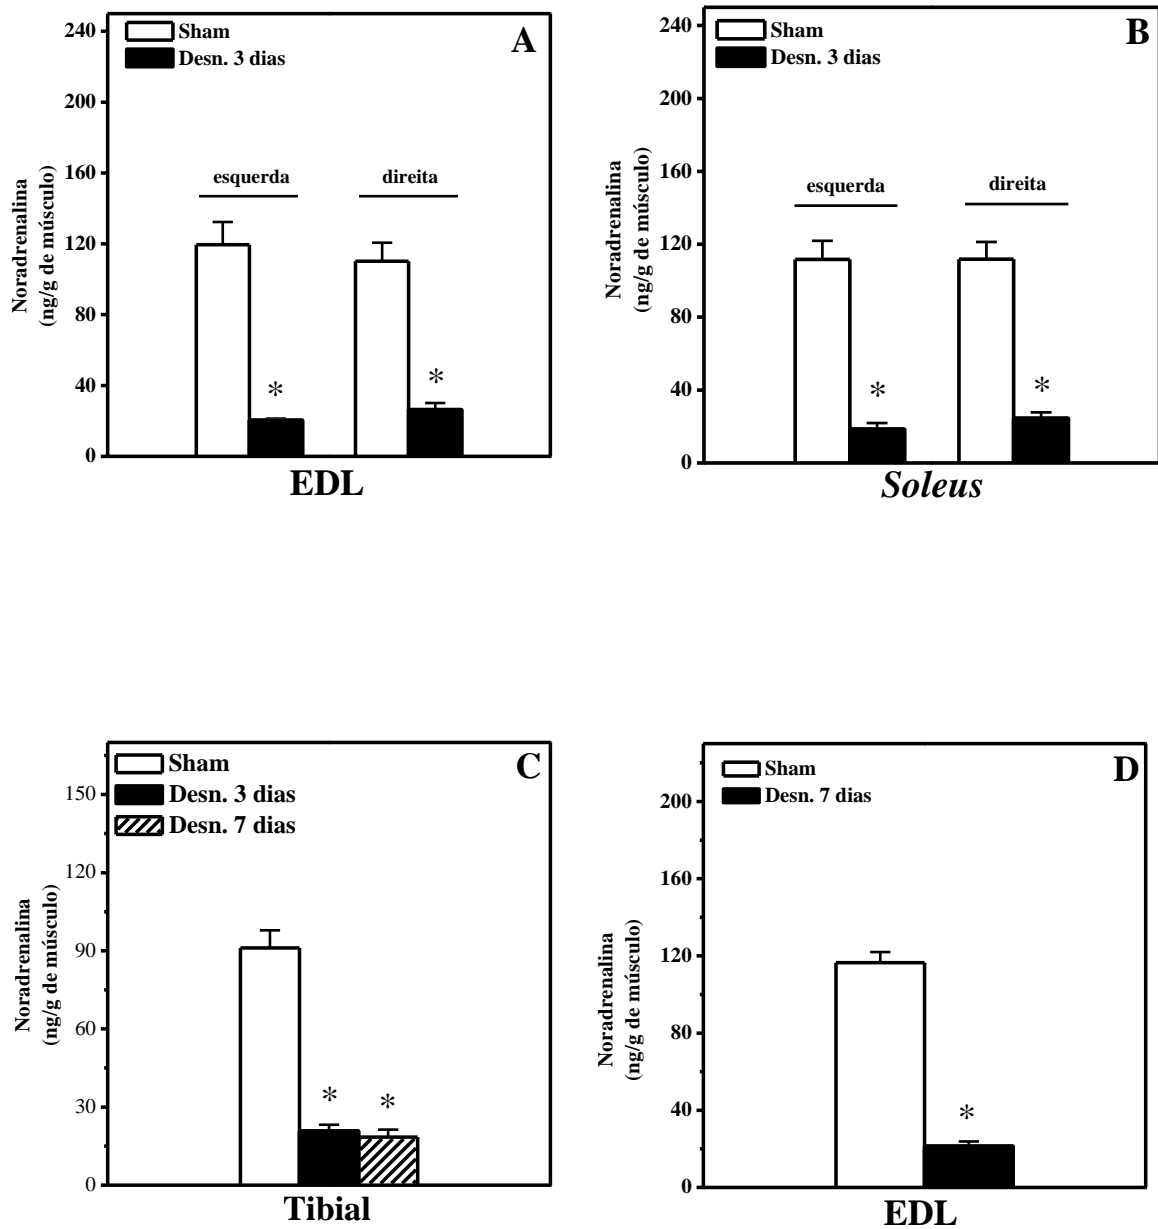 A
Sham
Desn. 3 dias
240
200
160
120
80
40
0
Noradrenalina
(ng/g de músculo)
esquerda
direita
*
*
EDL
B
Sham
Desn. 3 dias
240
200
160
120
80
40
0
Noradrenalina
(ng/g de músculo)
esquerda
direita
*
*
Soleus
C
Sham
Desn. 3 dias
Desn. 7 dias
150
120
90
60
30
0
Noradrenalina
(ng/g de músculo)
*
*
Tibial
D
Sham
Desn. 7 dias
200
160
120
80
40
0
Noradrenalina
(ng/g de músculo)
*
EDL